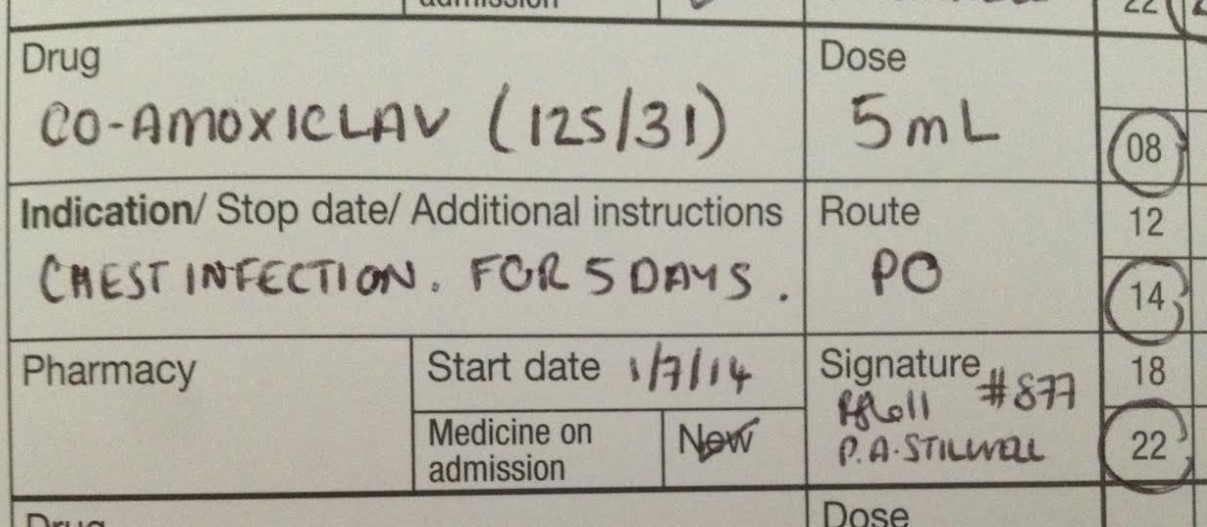 admission
22
Drug
CO-AMOXICLAV (125/31)
Dose
5mL
08
Indication/ Stop date/ Additional instructions
CHEST INFECTION. FOR 5 DAYS.
Route
PO
12
14
Pharmacy
Start date 1/7/14
Medicine on
admission
New
Signature
#877
P.A.STILLWELL
18
22
Drug
Dose